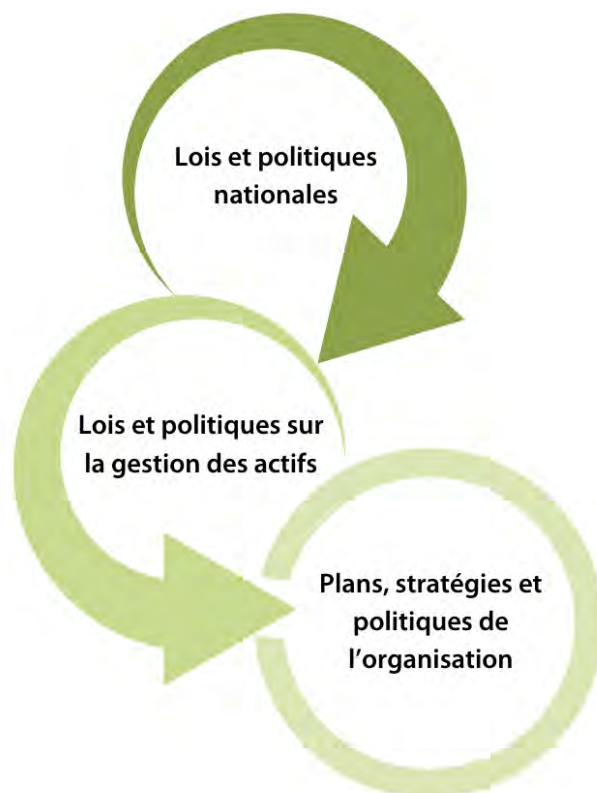 Lois et politiques
nationales
Lois et politiques sur
la gestion des actifs
Plans, stratégies et
politiques de
l’organisation